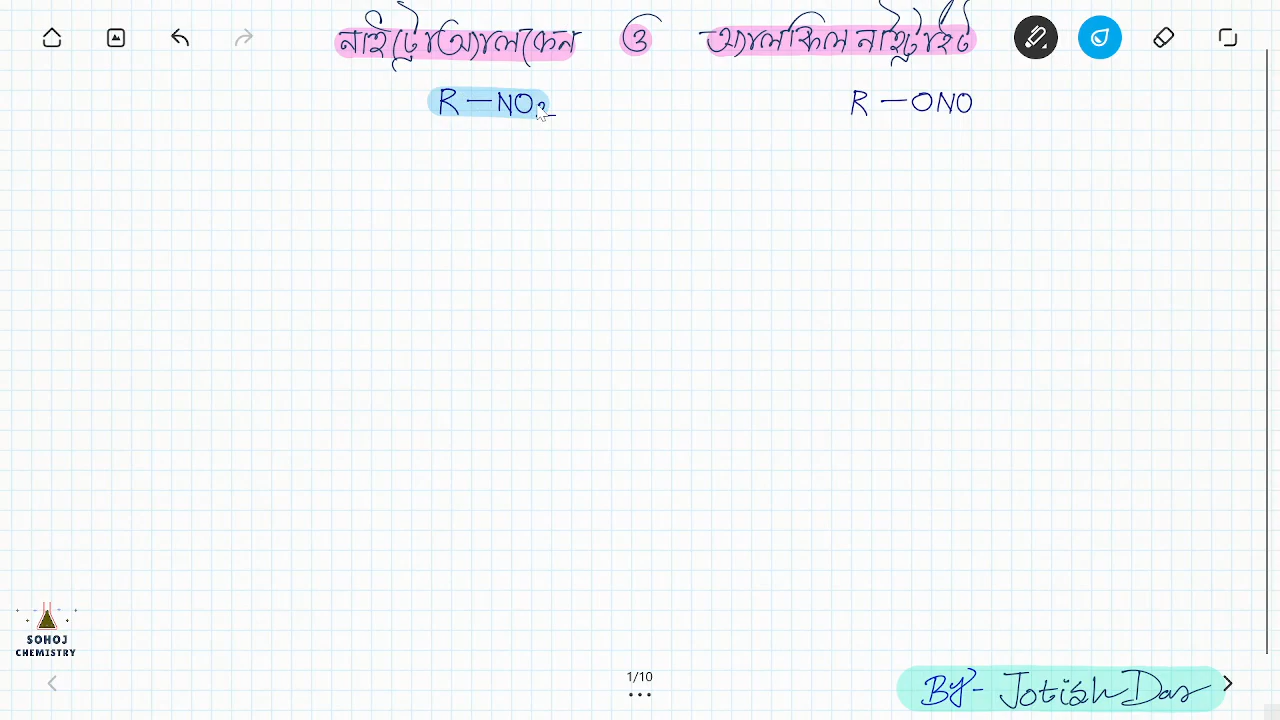 নাইট্রোঅ্যালকেন ও অ্যালকিল নাইট্রাইট
R — NO₂ R — ONO
SOHOJ
CHEMISTRY
1/10
By - Jotish Das